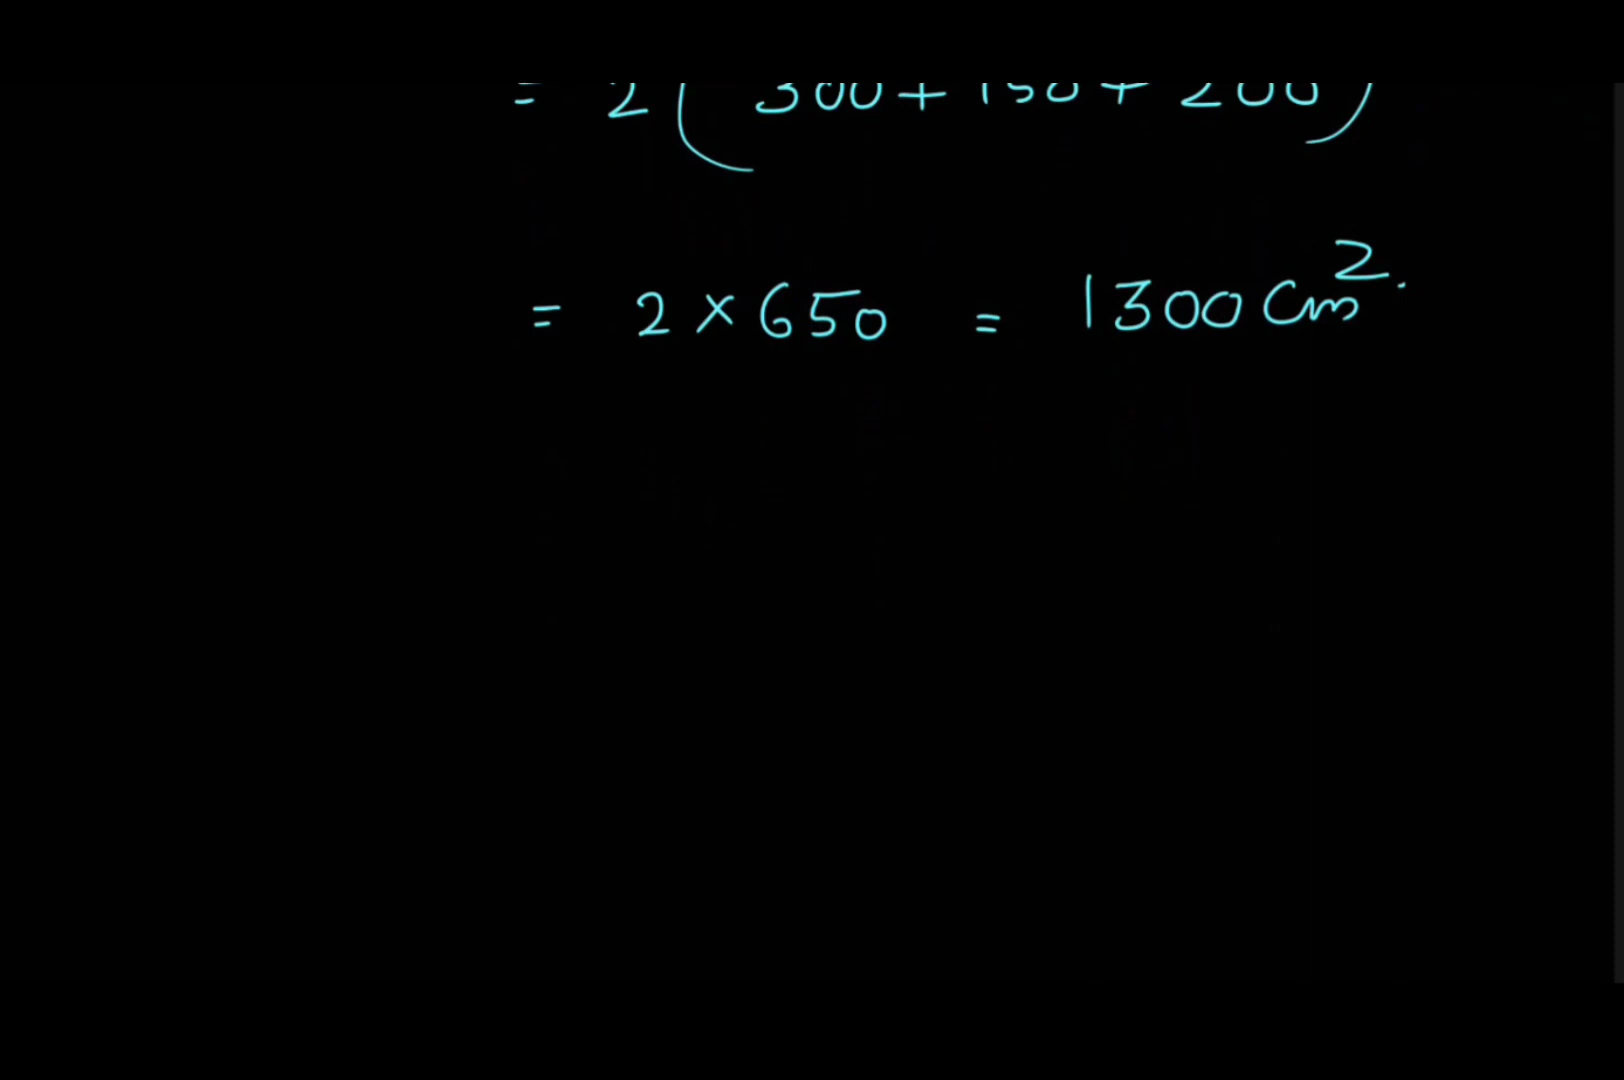 = 2 ( 300 + 150 + 200 )
= 2 × 650 = 1300 cm².